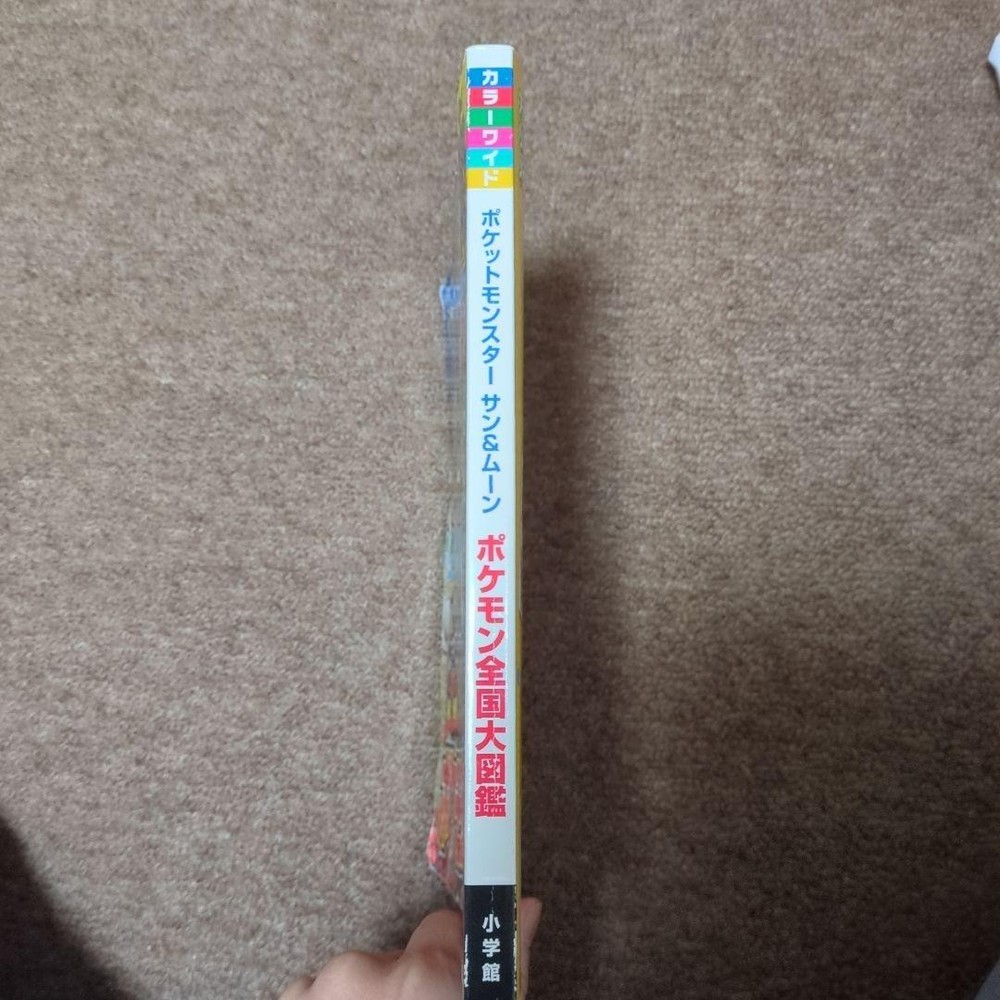 カラーワイド
ポケットモンスター サン&ムーン
ポケモン全国大図鑑
小学館